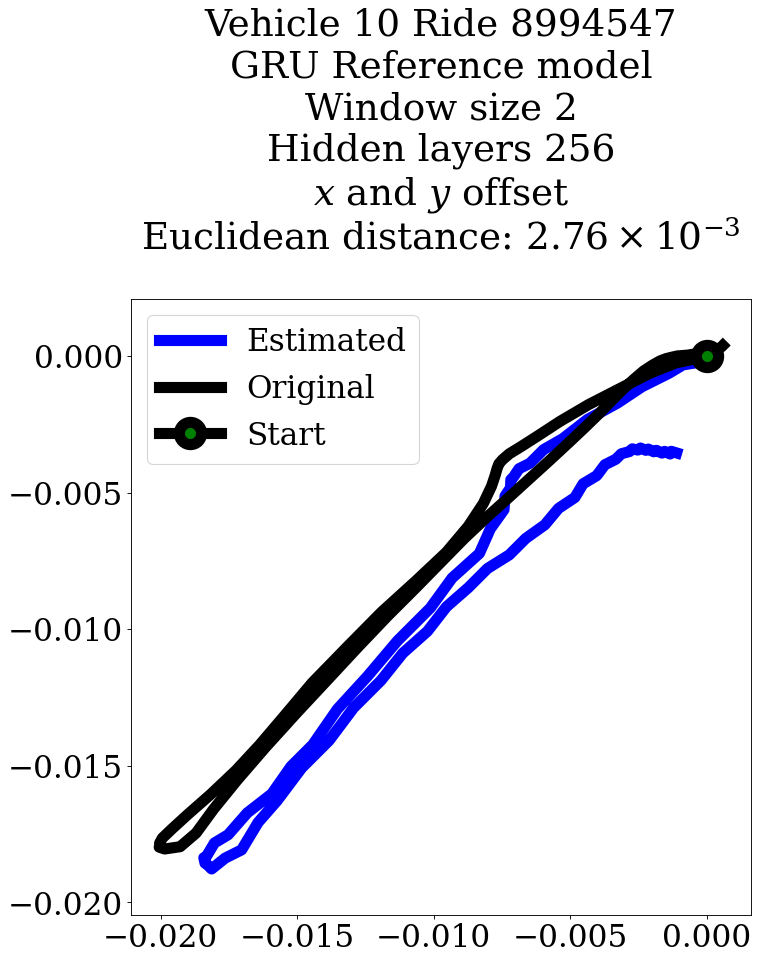 Vehicle 10 Ride 8994547
GRU Reference model
Window size 2
Hidden layers 256
x and y offset
Euclidean distance: 2.76 × 10⁻³
Estimated
Original
Start
0.000
−0.005
−0.010
−0.015
−0.020
−0.020 −0.015 −0.010 −0.005 0.000